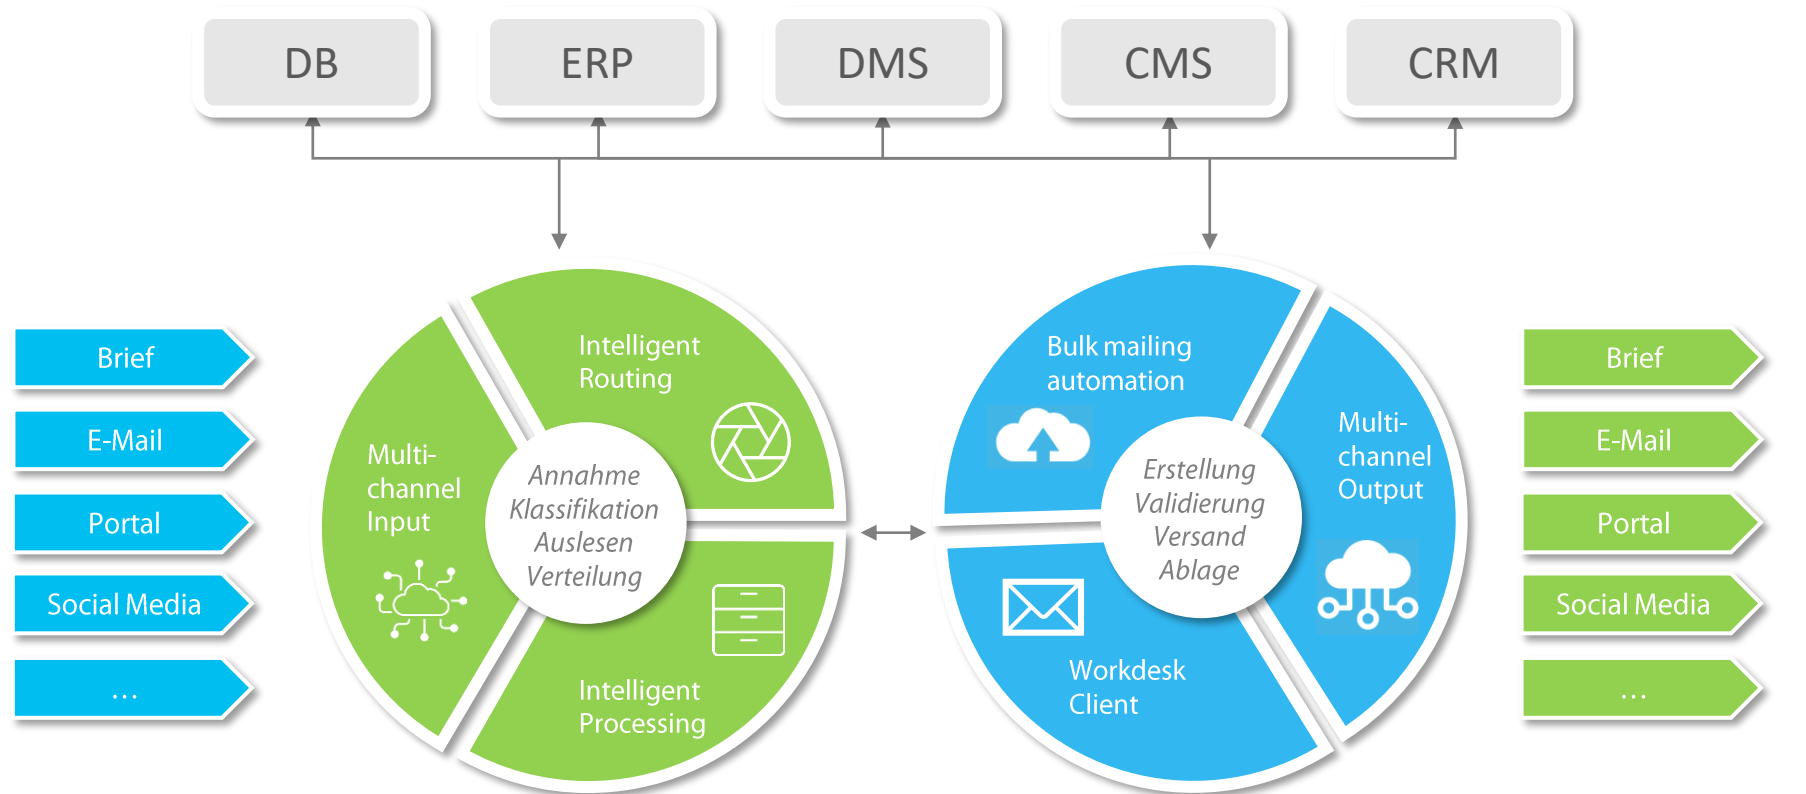 DB
ERP
DMS
CMS
CRM
Brief
E-Mail
Portal
Social Media
...
Multi-
channel
Input
Intelligent
Routing
Annahme
Klassifikation
Auslesen
Verteilung
Intelligent
Processing
Bulk mailing
automation
Erstellung
Validierung
Versand
Ablage
Workdesk
Client
Multi-
channel
Output
Brief
E-Mail
Portal
Social Media
...